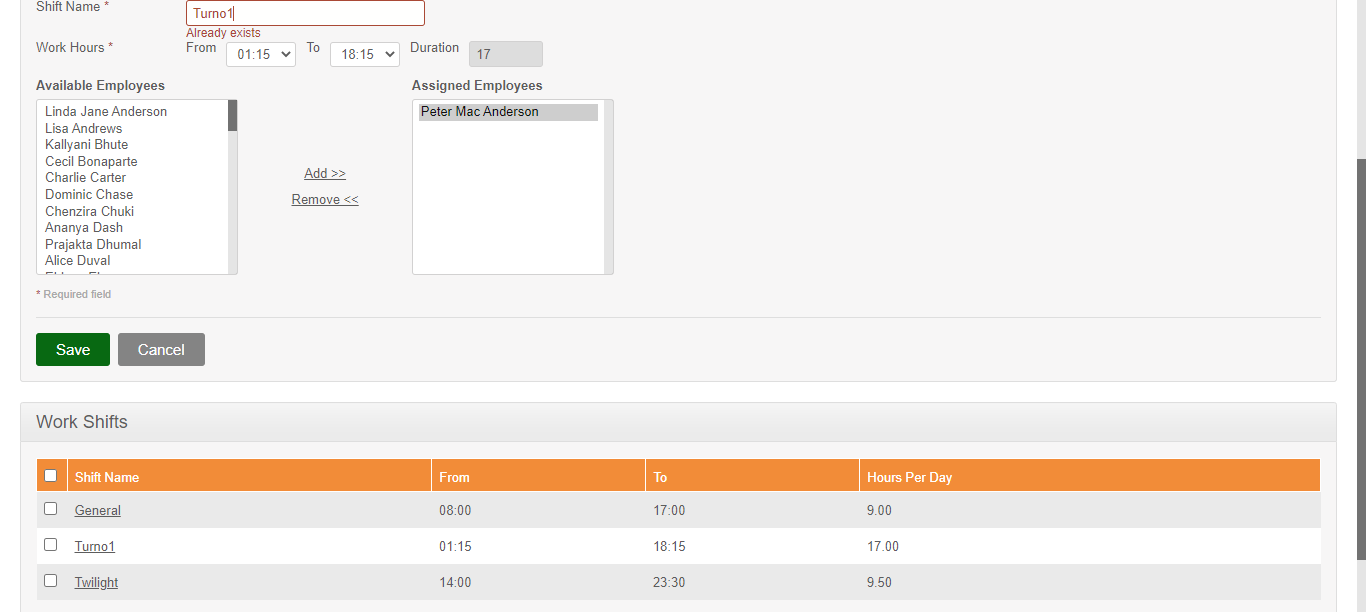 Shift Name *
Turno1
Already exists
Work Hours *
From 01:15 To 18:15 Duration 17
Available Employees
Assigned Employees
Linda Jane Anderson
Lisa Andrews
Kallyani Bhute
Cecil Bonaparte
Charlie Carter
Dominic Chase
Chenzira Chuki
Ananya Dash
Prajakta Dhumal
Alice Duval
Add >>
Remove <<
Peter Mac Anderson
* Required field
Save Cancel
Work Shifts
Shift Name From To Hours Per Day
General 08:00 17:00 9.00
Turno1 01:15 18:15 17.00
Twilight 14:00 23:30 9.50